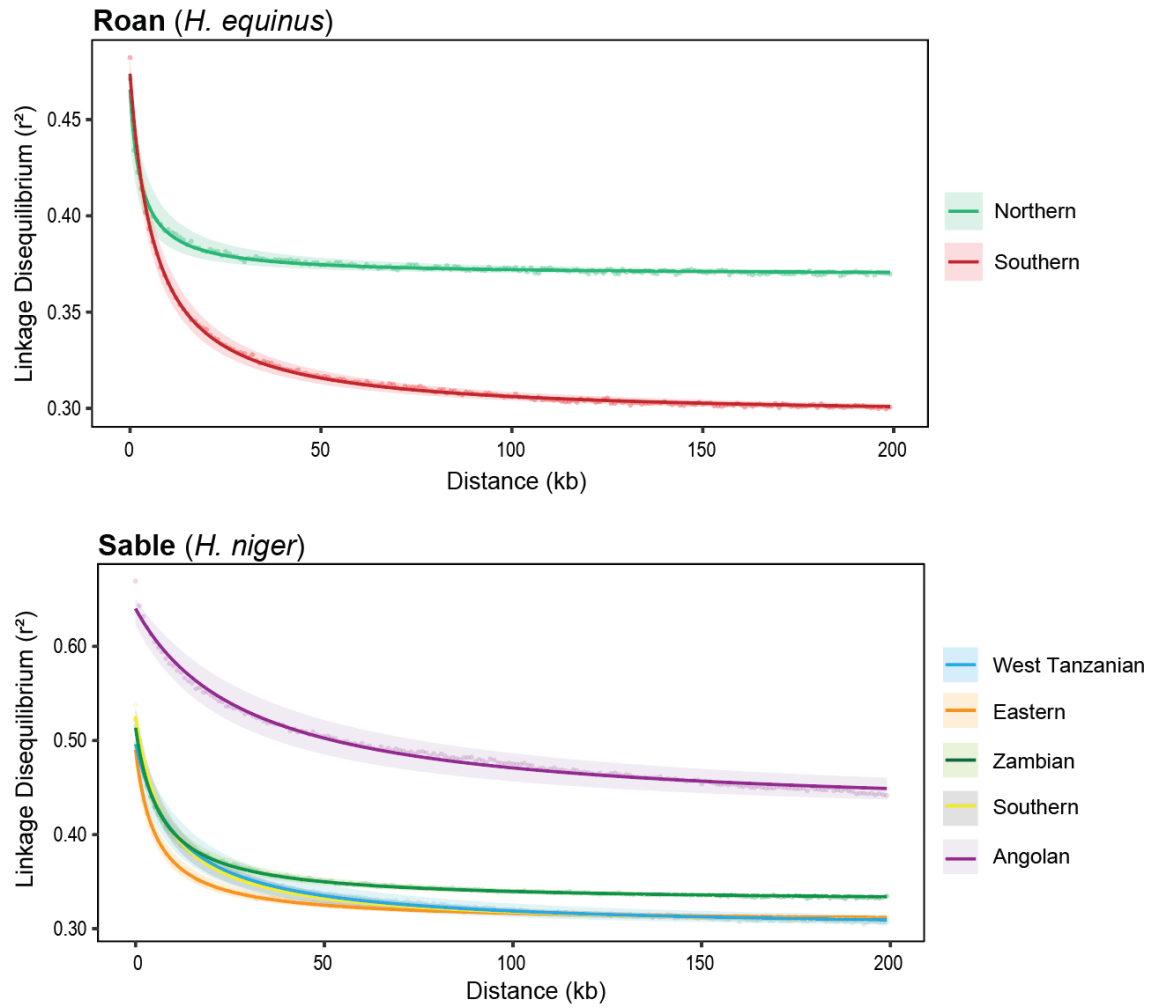 Roan (H. equinus)
Linkage Disequilibrium (r²)
0.45
0.40
0.35
0.30
0
50
100
150
200
Distance (kb)
Northern
Southern
Sable (H. niger)
Linkage Disequilibrium (r²)
0.60
0.50
0.40
0.30
0
50
100
150
200
Distance (kb)
West Tanzanian
Eastern
Zambian
Southern
Angolan